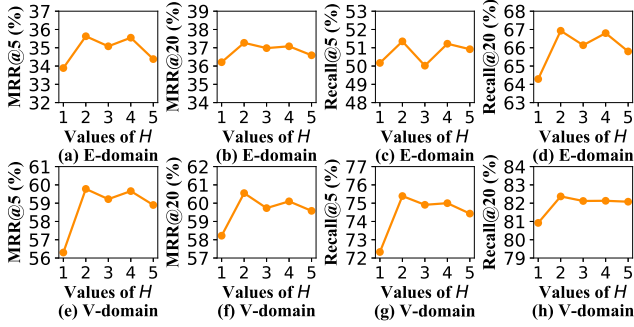 MRR@5 (%)
37
36
35
34
33
32
1 2 3 4 5
Values of H
(a) E-domain
MRR@20 (%)
39
38
37
36
35
34
1 2 3 4 5
Values of H
(b) E-domain
Recall@5 (%)
53
52
51
50
49
48
1 2 3 4 5
Values of H
(c) E-domain
Recall@20 (%)
68
67
66
65
64
63
1 2 3 4 5
Values of H
(d) E-domain
MRR@5 (%)
61
60
59
58
57
56
1 2 3 4 5
Values of H
(e) V-domain
MRR@20 (%)
62
61
60
59
58
57
1 2 3 4 5
Values of H
(f) V-domain
Recall@5 (%)
77
76
75
74
73
72
1 2 3 4 5
Values of H
(g) V-domain
Recall@20 (%)
84
83
82
81
80
79
1 2 3 4 5
Values of H
(h) V-domain